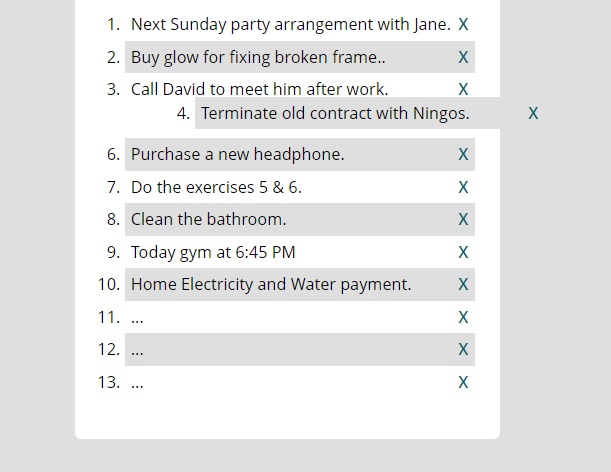 1. Next Sunday party arrangement with Jane. X
2. Buy glow for fixing broken frame.. X
3. Call David to meet him after work. X
4. Terminate old contract with Ningos. X
6. Purchase a new headphone. X
7. Do the exercises 5 & 6. X
8. Clean the bathroom. X
9. Today gym at 6:45 PM X
10. Home Electricity and Water payment. X
11. ... X
12. ... X
13. ... X